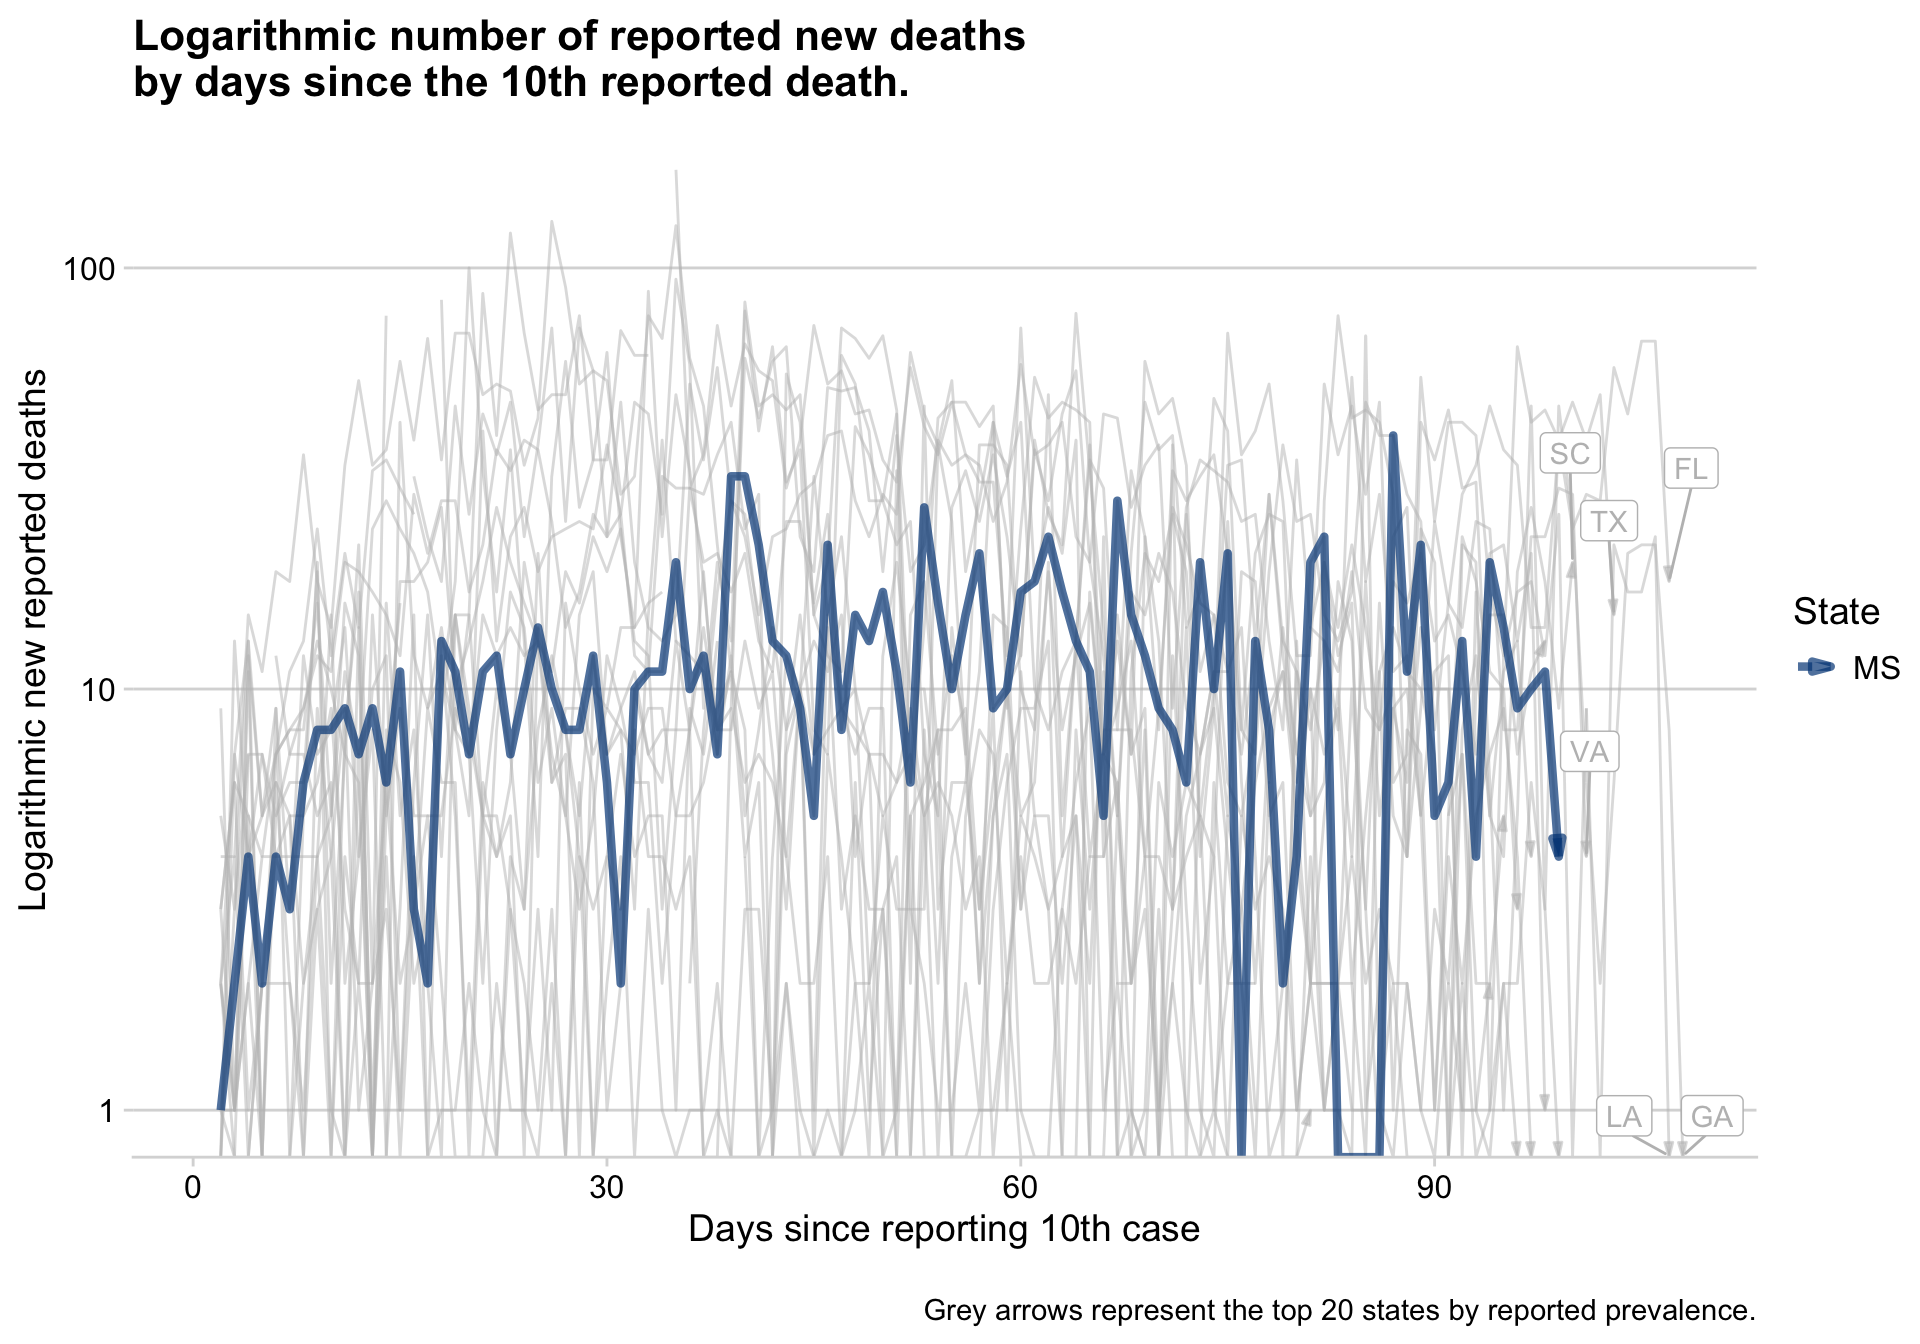 Logarithmic number of reported new deaths
by days since the 10th reported death.
Logarithmic new reported deaths
100
10
1
SC
FL
TX
VA
LA
GA
State
MS
0
30
60
90
Days since reporting 10th case
Grey arrows represent the top 20 states by reported prevalence.